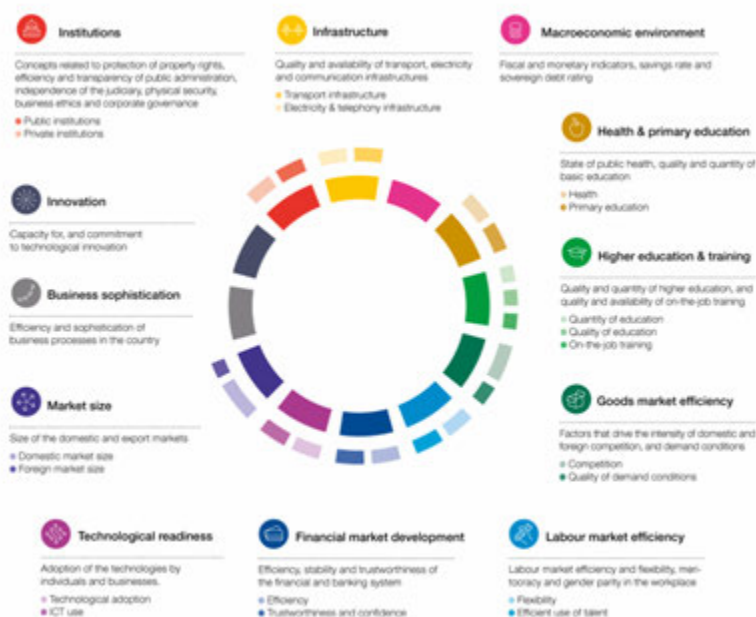 Institutions
Concepts related to protection of property rights,
efficiency and transparency of public administration,
independence of the judiciary, physical security,
business ethics and corporate governance
Public institutions
Private institutions
Infrastructure
Quality and availability of transport, electricity
and communication infrastructures
Transport infrastructure
Electricity & telephony infrastructure
Macroeconomic environment
Fiscal and monetary indicators, savings rate and
sovereign debt rating
Health & primary education
State of public health, quality and quantity of
basic education
Health
Primary education
Innovation
Capacity for, and commitment
to technological innovation
Higher education & training
Quality and quantity of higher education, and
quality and availability of on-the-job training
Quantity of education
Quality of education
On-the-job training
Business sophistication
Efficiency and sophistication of
business processes in the country
Market size
Size of the domestic and export markets
Domestic market size
Foreign market size
Goods market efficiency
Factors that drive the intensity of domestic and
foreign competition, and demand conditions
Competition
Quality of demand conditions
Technological readiness
Adoption of the technologies by
individuals and businesses.
Technological adoption
ICT use
Financial market development
Efficiency, stability and trustworthiness of
the financial and banking system
Efficiency
Trustworthiness and confidence
Labour market efficiency
Labour market efficiency and flexibility, meri-
tocracy and gender parity in the workplace
Flexibility
Efficient use of talent